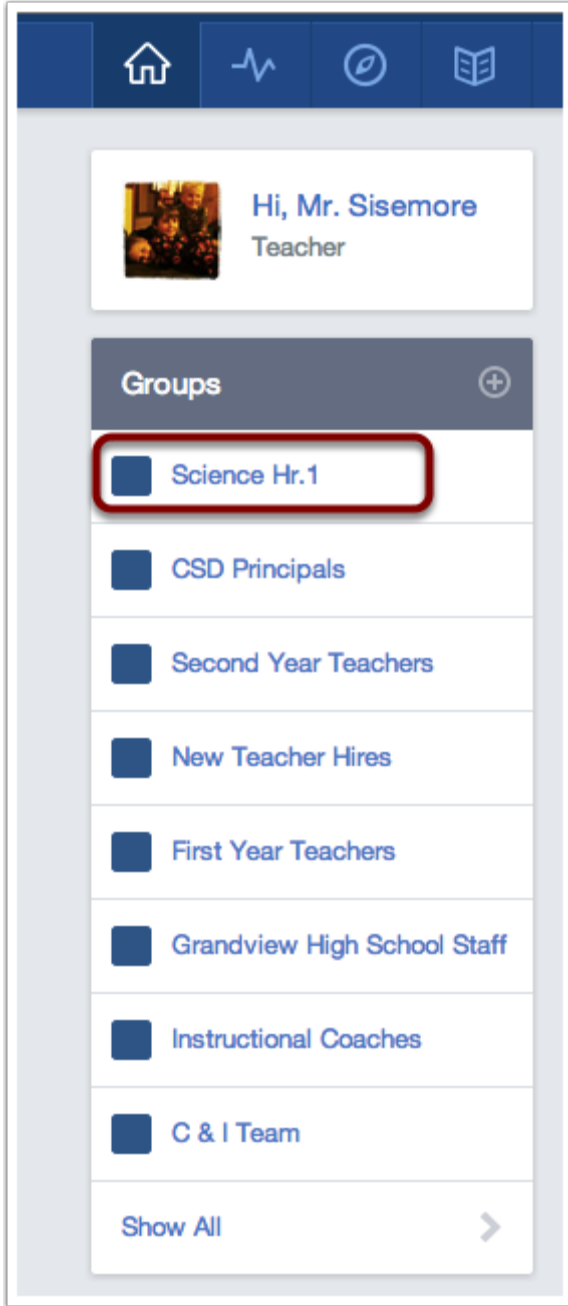 Hi, Mr. Sisemore
Teacher
Groups
Science Hr.1
CSD Principals
Second Year Teachers
New Teacher Hires
First Year Teachers
Grandview High School Staff
Instructional Coaches
C & I Team
Show All